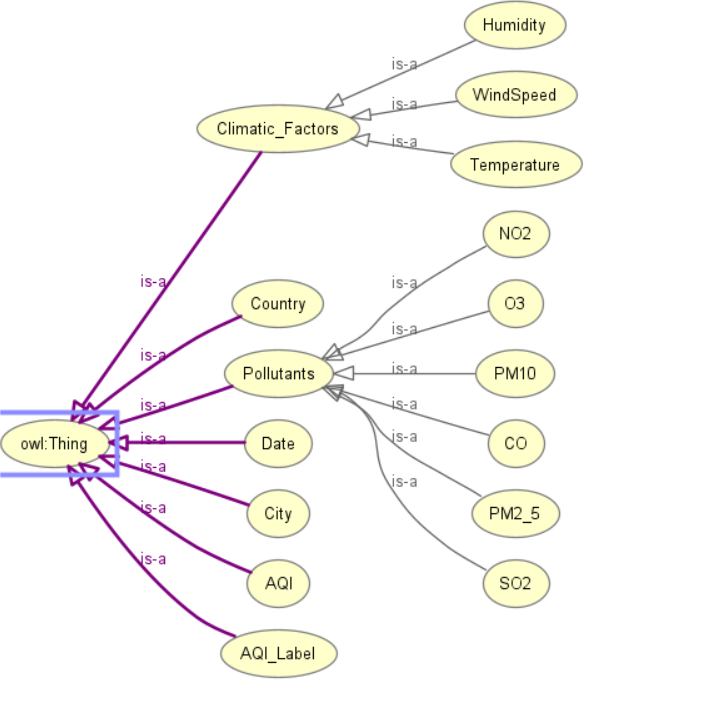 Humidity
is-a
WindSpeed
is-a
Climatic_Factors
is-a
Temperature
NO2
is-a
is-a
Country
O3
is-a
is-a
Pollutants
is-a
PM10
is-a
is-a
owl:Thing
is-a
Date
is-a
CO
is-a
is-a
City
is-a
PM2_5
is-a
AQI
SO2
AQI_Label